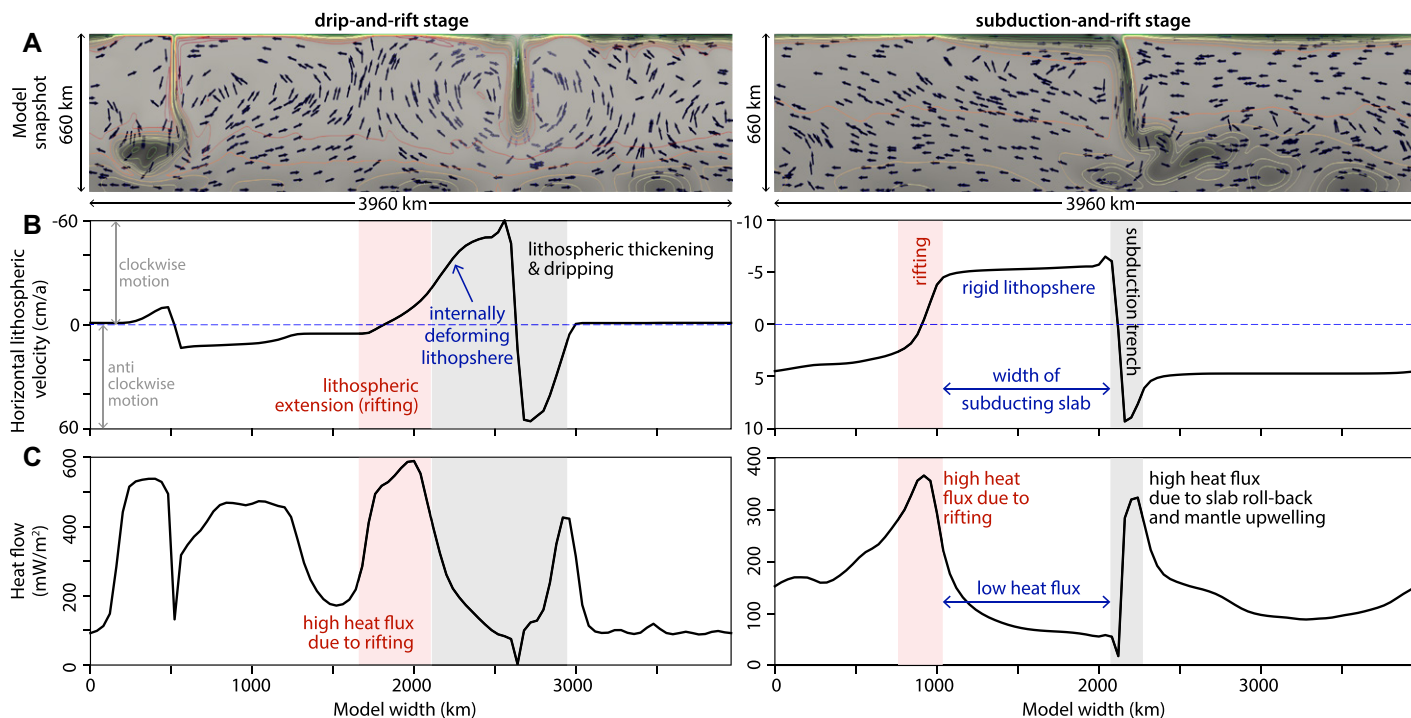 drip-and-rift stage
subduction-and-rift stage
A
Model
snapshot
660 km
660 km
3960 km
3960 km
B
Horizontal lithospheric
velocity (cm/a)
-60
0
60
clockwise
motion
anti
clockwise
motion
lithospheric thickening
& dripping
internally
deforming
lithopshere
lithospheric
extension (rifting)
-10
-5
0
5
10
rifting
rigid lithopshere
subduction trench
width of
subducting slab
C
Heat flow
(mW/m²)
600
400
200
0
high heat flux
due to rifting
0
1000
2000
3000
Model width (km)
400
300
200
100
0
high heat
flux due to
rifting
high heat flux
due to slab roll-back
and mantle upwelling
low heat flux
0
1000
2000
3000
Model width (km)